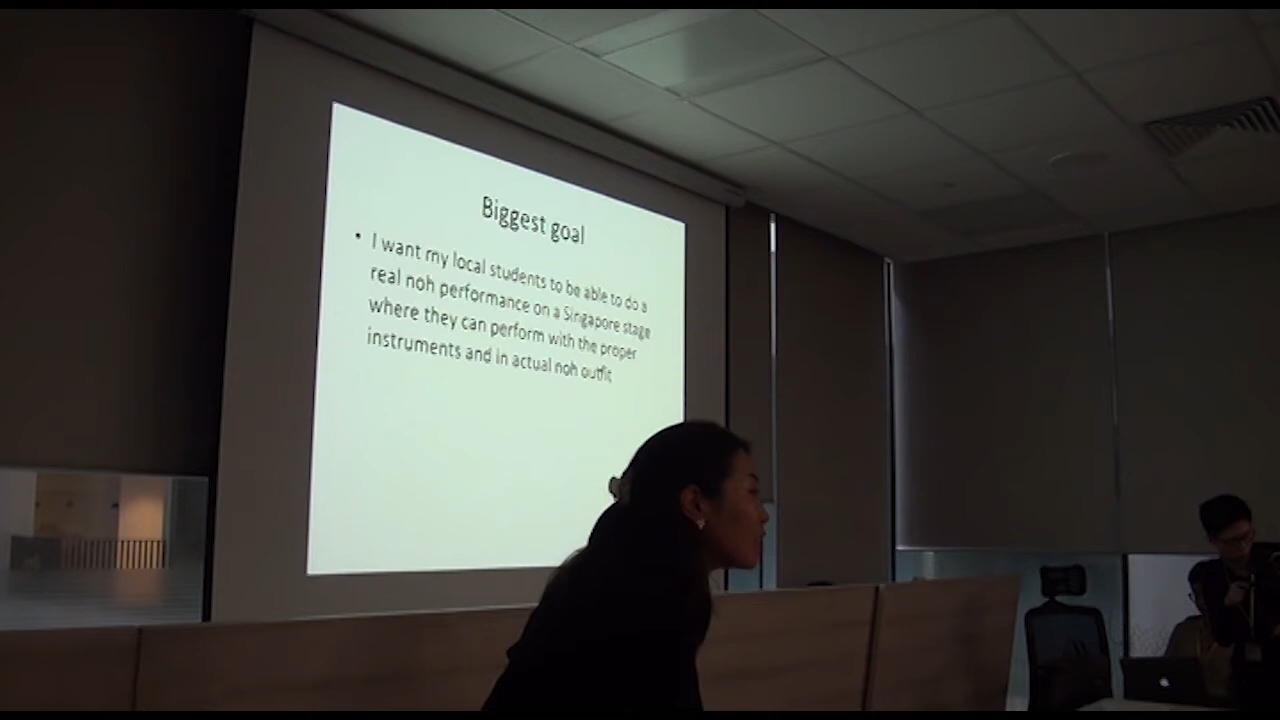 Biggest goal
• I want my local students to be able to do a
real noh performance on a Singapore stage
where they can perform with the proper
instruments and in actual noh outfit